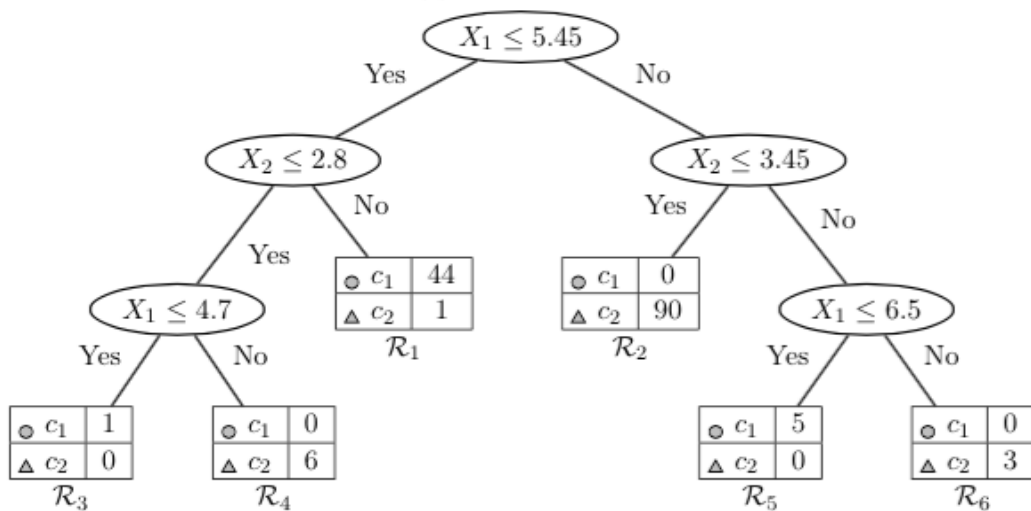 X₁ ≤ 5.45
Yes
No
X₂ ≤ 2.8
X₂ ≤ 3.45
No
Yes
Yes
No
c₁ 44
c₂ 1
R₁
c₁ 0
c₂ 90
R₂
X₁ ≤ 4.7
X₁ ≤ 6.5
Yes
No
Yes
No
c₁ 1
c₂ 0
R₃
c₁ 0
c₂ 6
R₄
c₁ 5
c₂ 0
R₅
c₁ 0
c₂ 3
R₆